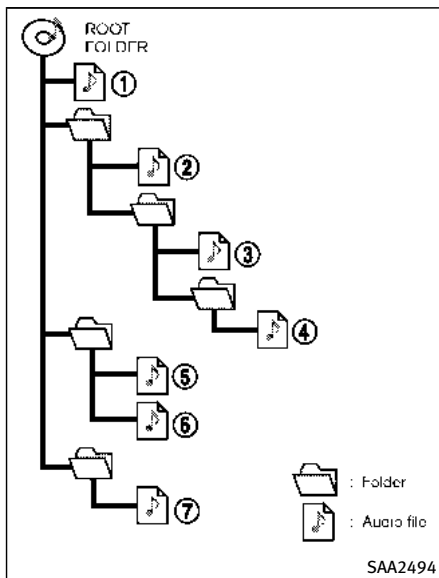 ROOT
FOLDER
①
②
③
④
⑤
⑥
⑦
: Folder
: Audio file
SAA2494